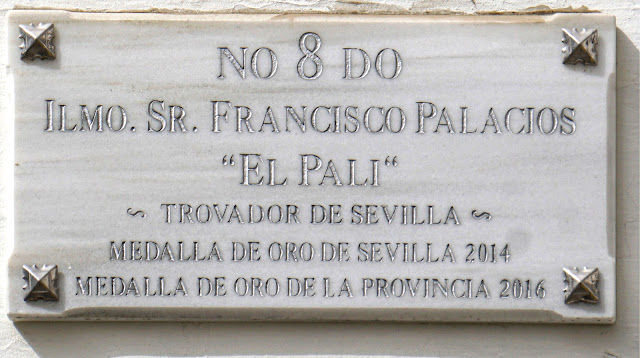 NO 8 DO
ILMO. SR. FRANCISCO PALACIOS
“EL PALI“
~ TROVADOR DE SEVILLA ~
MEDALLA DE ORO DE SEVILLA 2014
MEDALLA DE ORO DE LA PROVINCIA 2016